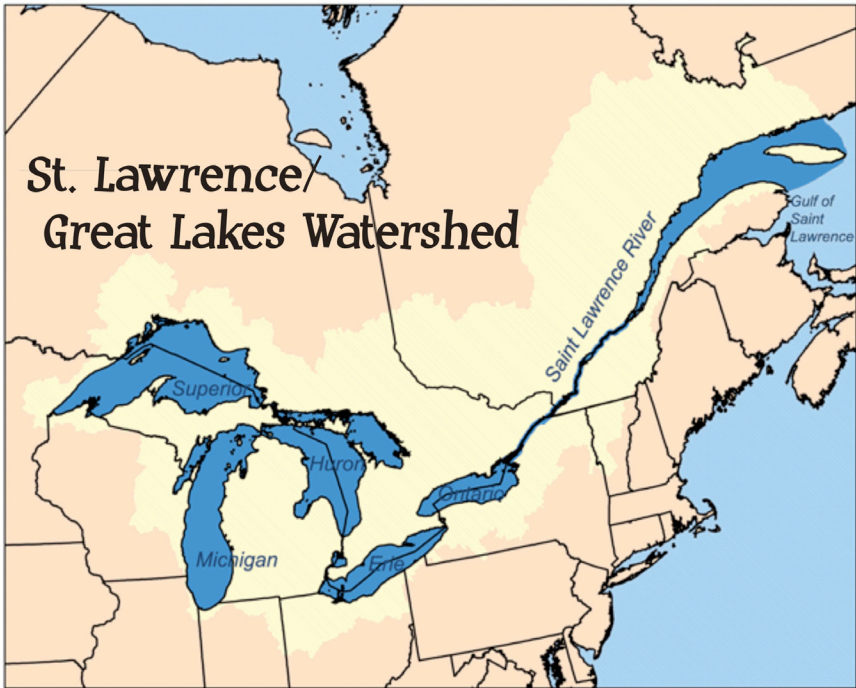 St. Lawrence/
Great Lakes Watershed
Gulf of
Saint
Lawrence
Saint Lawrence River
Superior
Huron
Ontario
Michigan
Erie